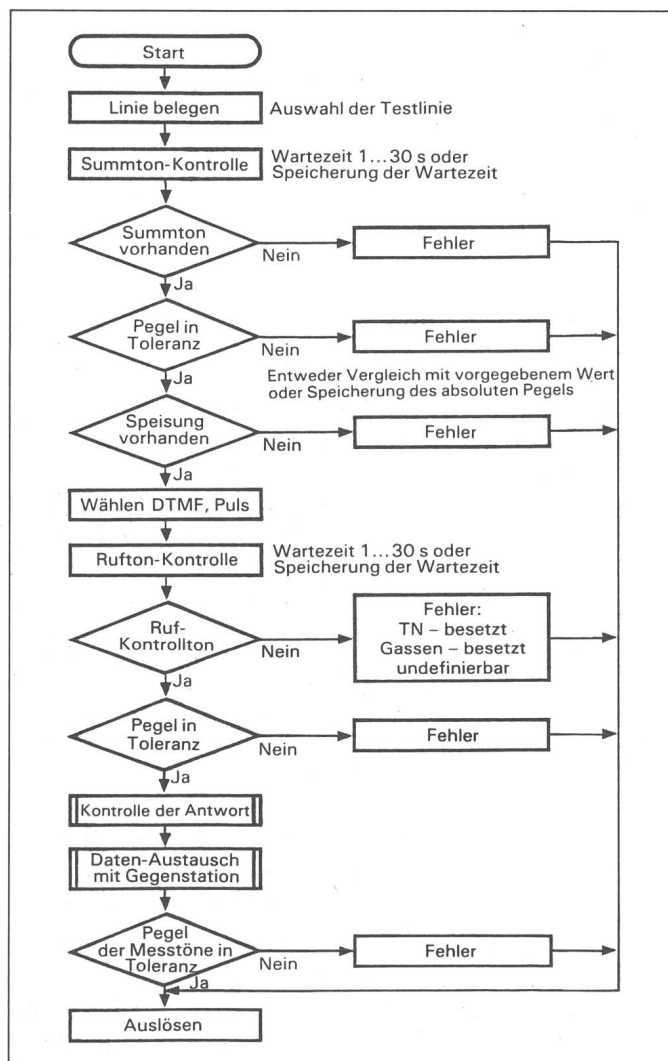 Start
Linie belegen
Auswahl der Testlinie
Summton-Kontrolle
Wartezeit 1...30 s oder
Speicherung der Wartezeit
Summton
vorhanden
Nein
Fehler
Ja
Pegel in
Toleranz
Nein
Fehler
Ja
Entweder Vergleich mit vorgegebenem Wert
oder Speicherung des absoluten Pegels
Speisung
vorhanden
Nein
Fehler
Ja
Wählen DTMF, Puls
Rufton-Kontrolle
Wartezeit 1...30 s oder
Speicherung der Wartezeit
Ruf-
Kontrollton
Nein
Fehler:
TN – besetzt
Gassen – besetzt
undefinierbar
Ja
Pegel in
Toleranz
Nein
Fehler
Ja
Kontrolle der Antwort
Daten-Austausch
mit Gegenstation
Pegel
der Messtöne in
Toleranz
Nein
Fehler
Ja
Auslösen